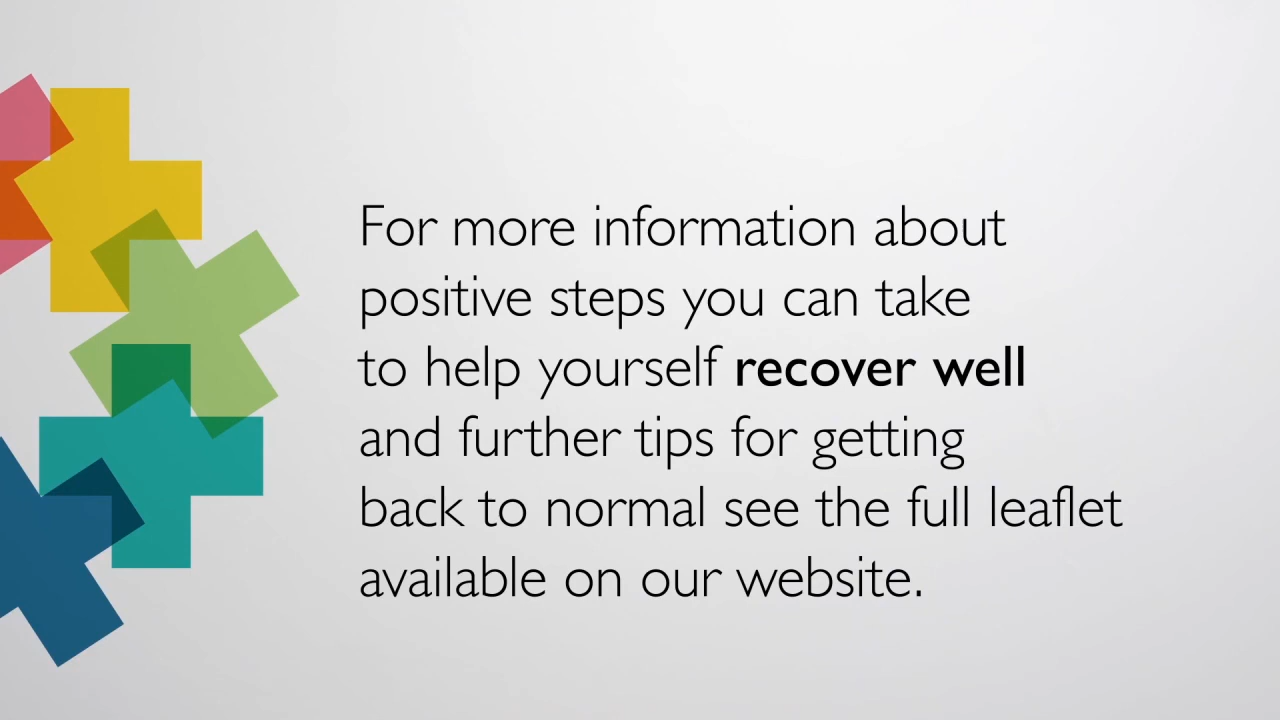 For more information about
positive steps you can take
to help yourself recover well
and further tips for getting
back to normal see the full leaflet
available on our website.